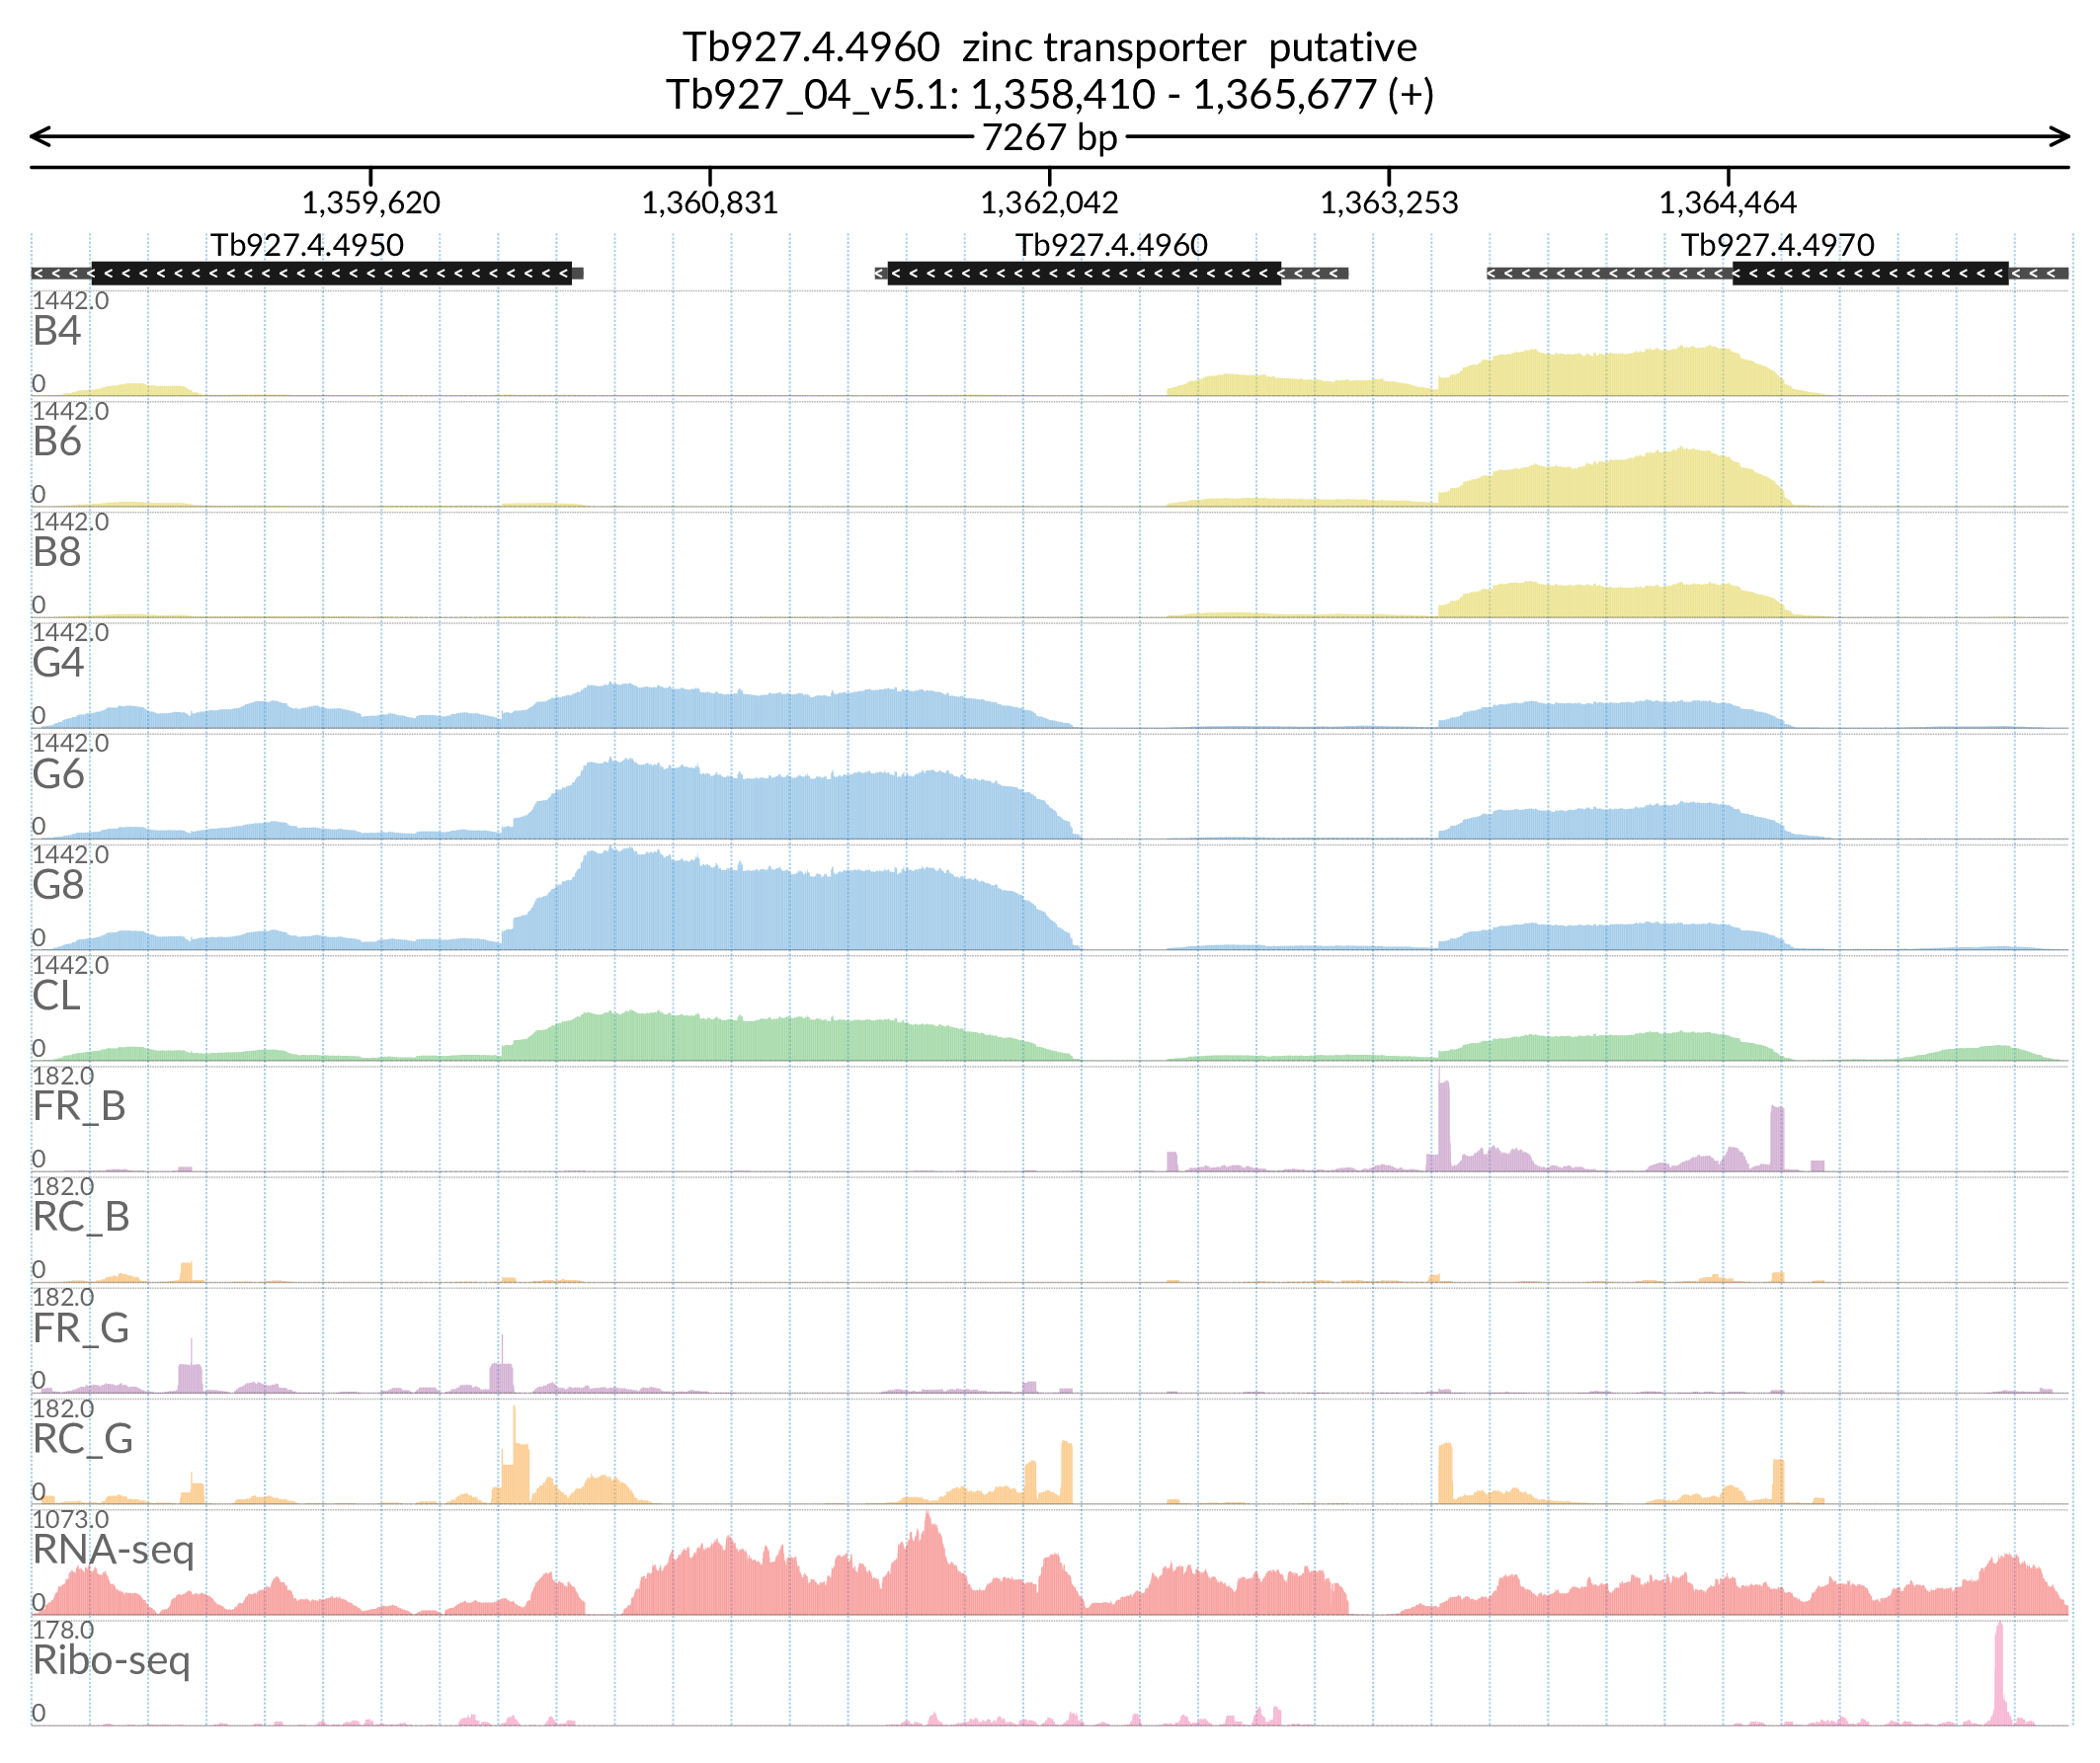 Tb927.4.4960 zinc transporter putative
Tb927_04_v5.1: 1,358,410 - 1,365,677 (+)
7267 bp
1,359,620 1,360,831 1,362,042 1,363,253 1,364,464
Tb927.4.4950 Tb927.4.4960 Tb927.4.4970
1442.0
B4
0
1442.0
B6
0
1442.0
B8
0
1442.0
G4
0
1442.0
G6
0
1442.0
G8
0
1442.0
CL
0
182.0
FR_B
0
182.0
RC_B
0
182.0
FR_G
0
182.0
RC_G
0
1073.0
RNA-seq
0
178.0
Ribo-seq
0